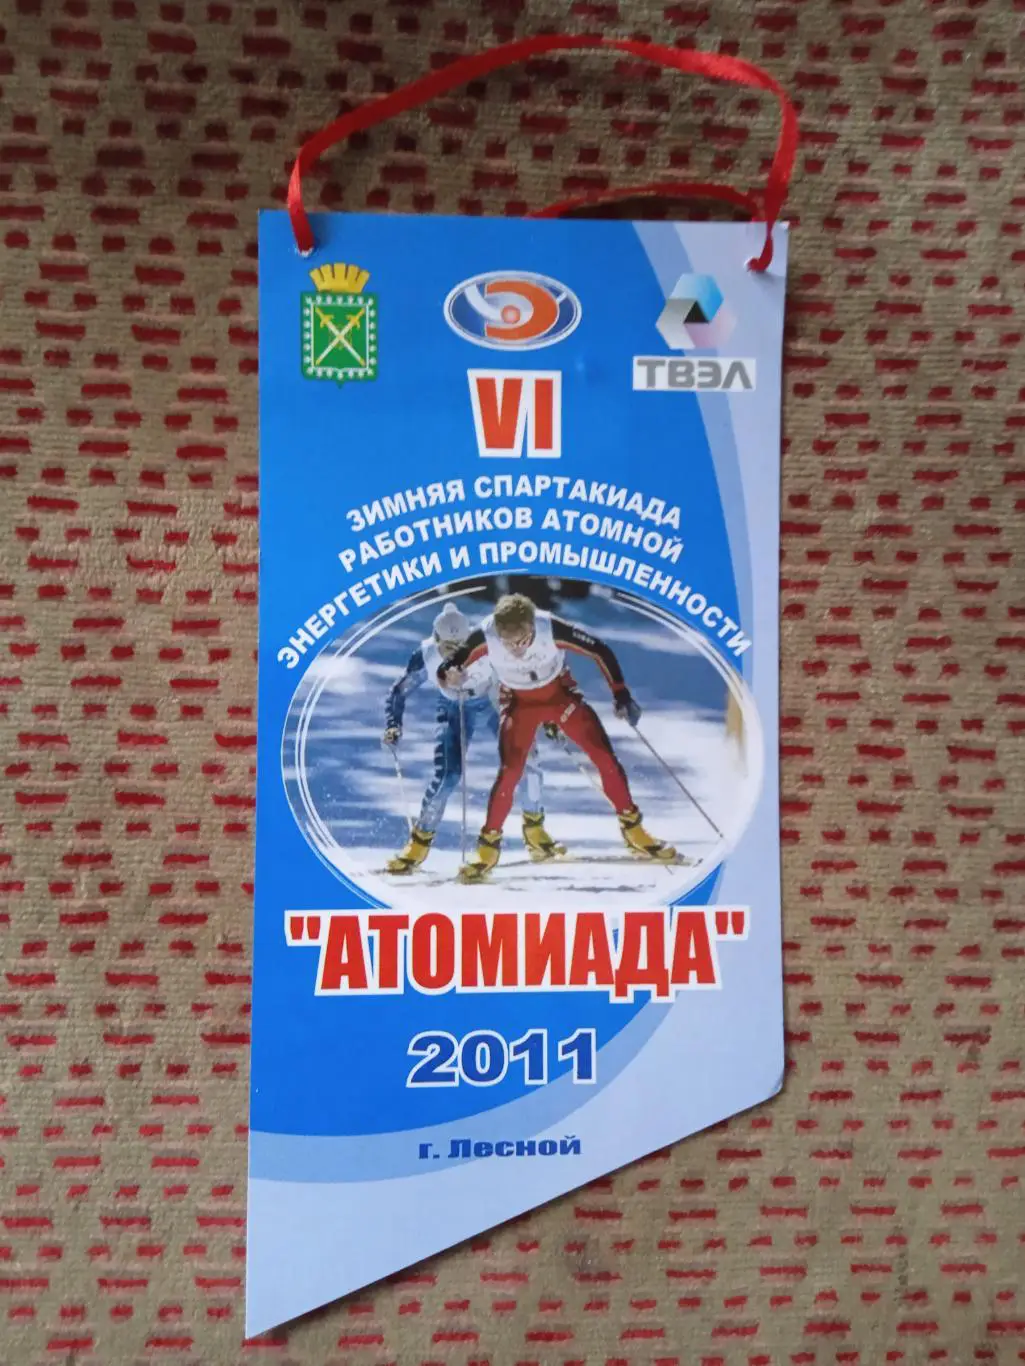 ТВЭЛ
VI
ЗИМНЯЯ СПАРТАКИАДА
РАБОТНИКОВ АТОМНОЙ
ЭНЕРГЕТИКИ И ПРОМЫШЛЕННОСТИ
"АТОМИАДА"
2011
г. Лесной